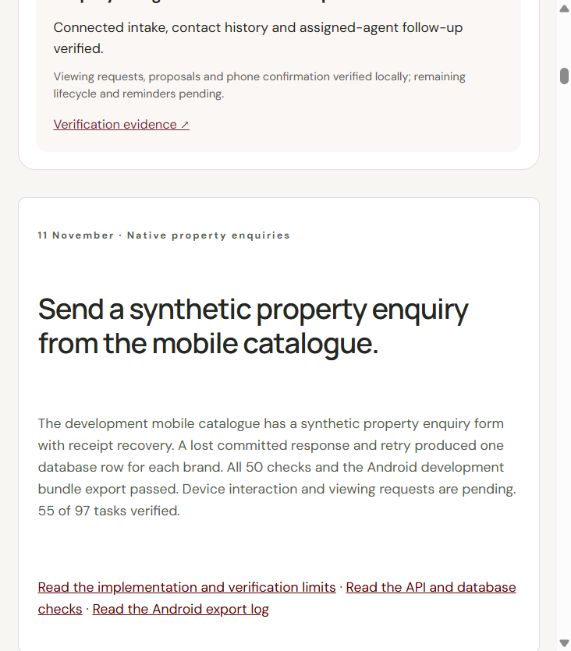 Connected intake, contact history and assigned-agent follow-up
verified.
Viewing requests, proposals and phone confirmation verified locally; remaining
lifecycle and reminders pending.
Verification evidence ↗
11 November · Native property enquiries
Send a synthetic property enquiry
from the mobile catalogue.
The development mobile catalogue has a synthetic property enquiry form
with receipt recovery. A lost committed response and retry produced one
database row for each brand. All 50 checks and the Android development
bundle export passed. Device interaction and viewing requests are pending.
55 of 97 tasks verified.
Read the implementation and verification limits · Read the API and database
checks · Read the Android export log